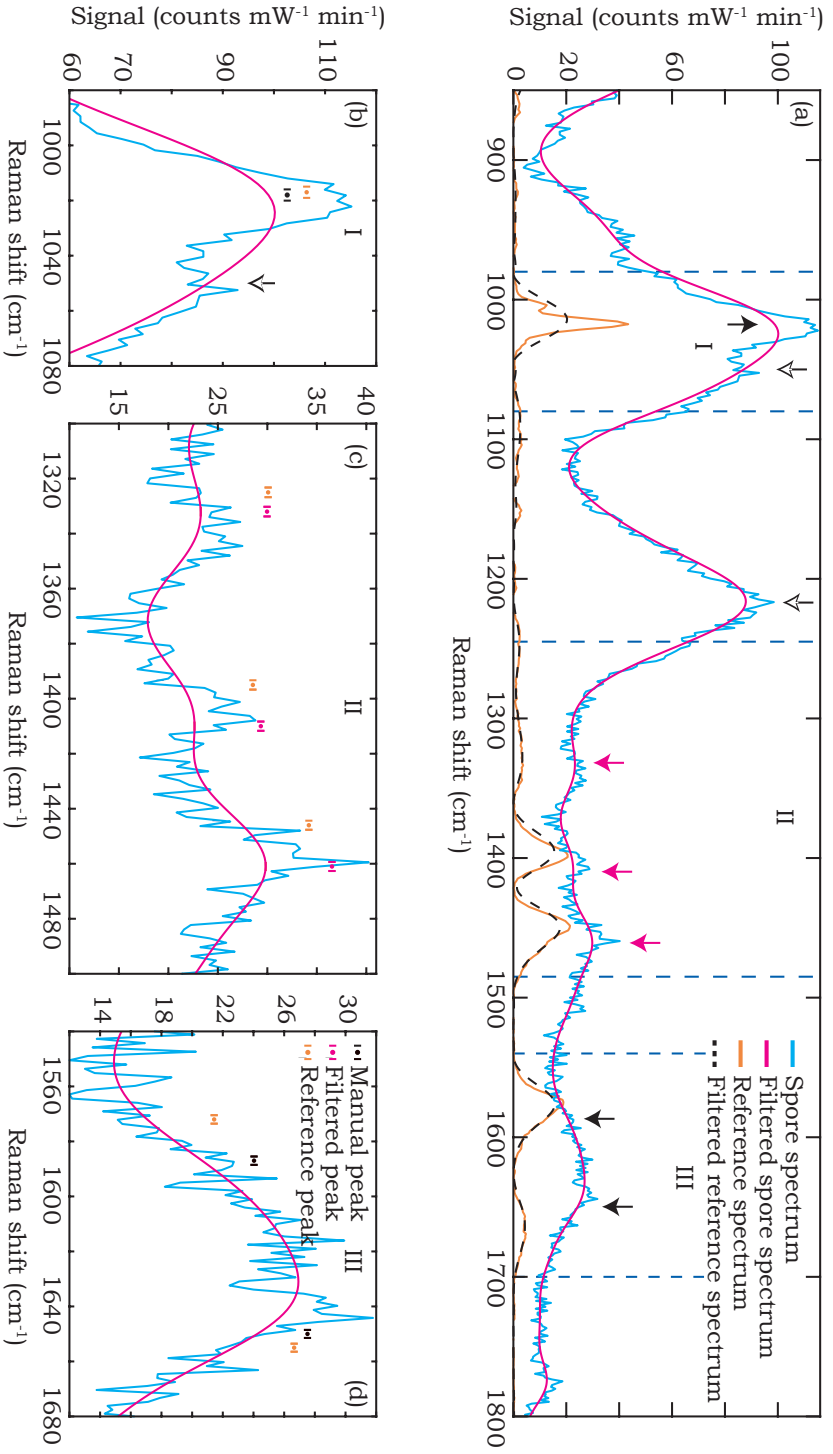 (a)
Signal (counts mW⁻¹ min⁻¹)
0 20 60 100
900 1000 1100 1200 1300 1400 1500 1600 1700 1800
Raman shift (cm⁻¹)
I II III
Spore spectrum
Filtered spore spectrum
Reference spectrum
Filtered reference spectrum
(b)
I
Signal (counts mW⁻¹ min⁻¹)
60 70 90 110
1000 1040 1080
Raman shift (cm⁻¹)
(c)
II
15 25 35 40
1320 1360 1400 1440 1480
Raman shift (cm⁻¹)
(d)
III
14 18 22 26 30
Manual peak
Filtered peak
Reference peak
1560 1600 1640 1680
Raman shift (cm⁻¹)